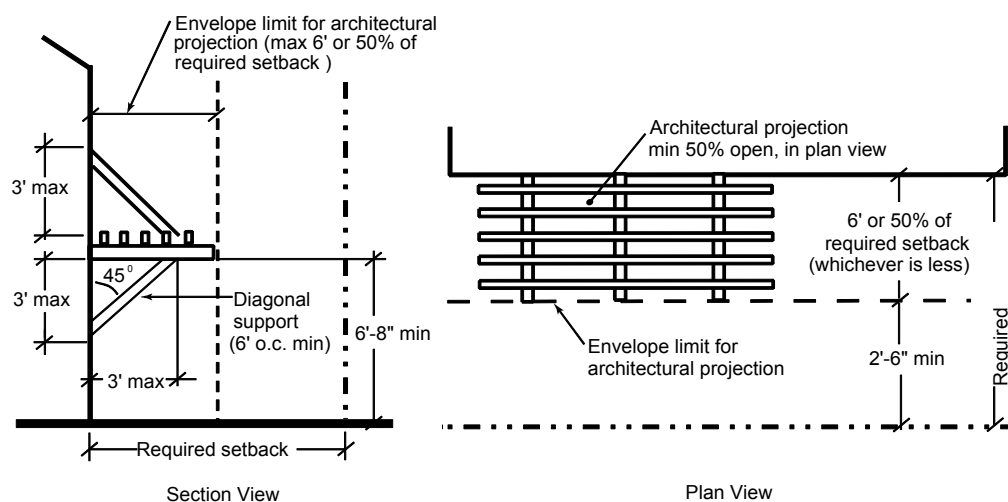 Envelope limit for architectural
projection (max 6' or 50% of
required setback )
3' max
3' max
45⁰
Diagonal
support
(6' o.c. min)
6'-8" min
3' max
Required setback
Section View
Architectural projection
min 50% open, in plan view
6' or 50% of
required setback
(whichever is less)
Envelope limit for
architectural projection
2'-6" min
Required
Plan View